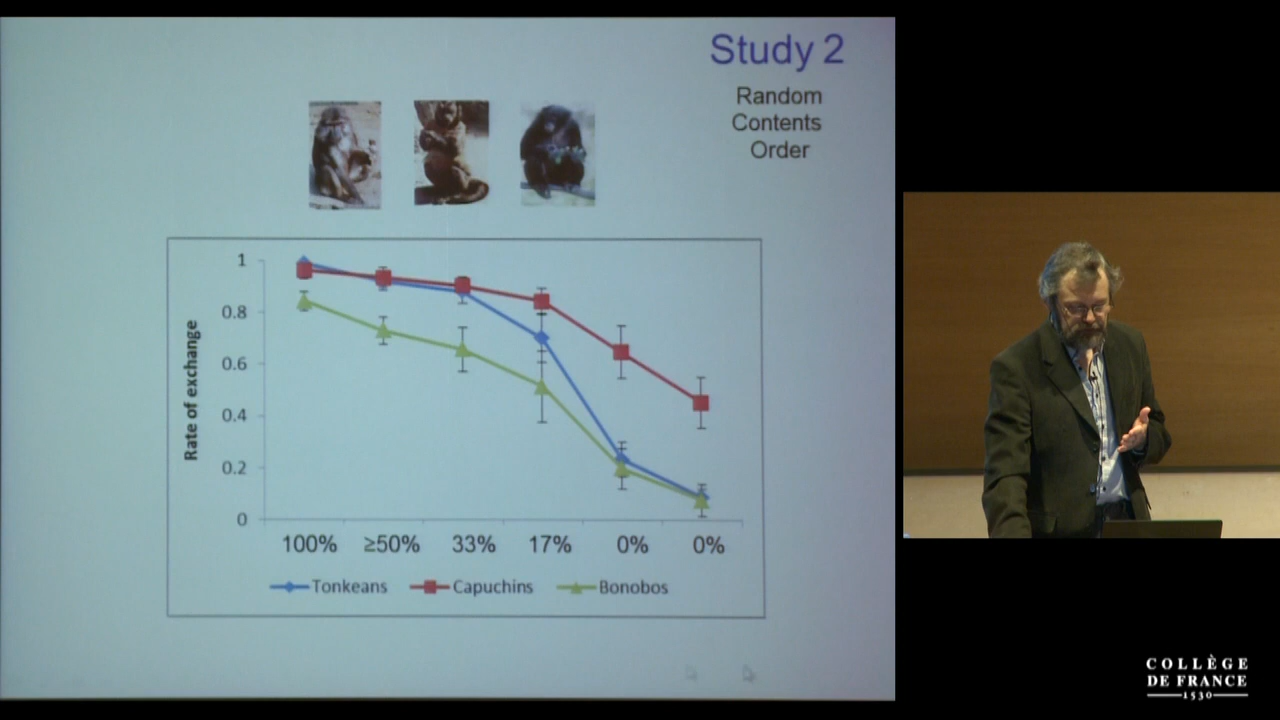 Study 2
Random
Contents
Order
1
0.8
0.6
0.4
0.2
0
Rate of exchange
100% ≥50% 33% 17% 0% 0%
Tonkeans Capuchins Bonobos
COLLÈGE
DE FRANCE
1530